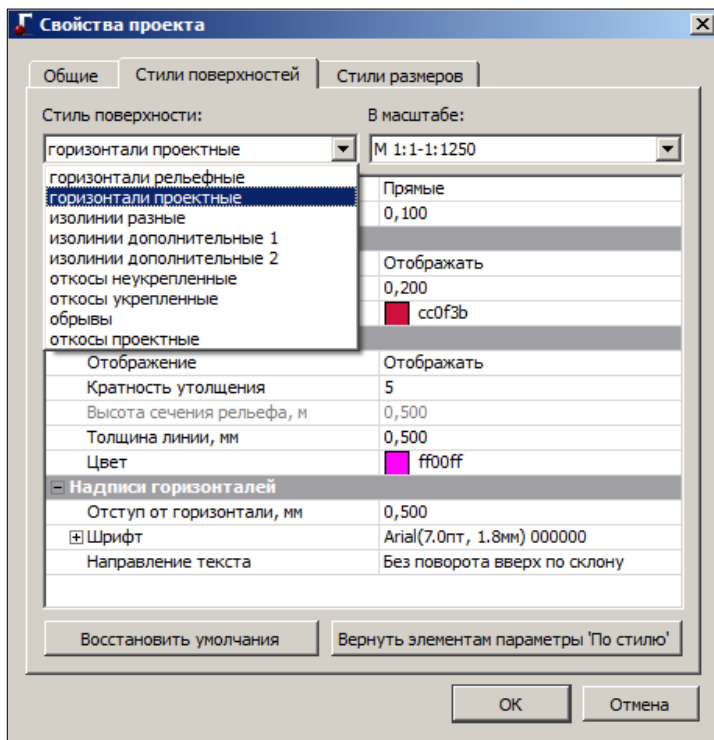 Свойства проекта
Общие Стили поверхностей Стили размеров
Стиль поверхности: В масштабе:
горизонтали проектные М 1:1-1:1250
горизонтали рельефные Прямые
горизонтали проектные 0,100
изолинии разные
изолинии дополнительные 1 Отображать
изолинии дополнительные 2 0,200
откосы неукрепленные cc0f3b
откосы укрепленные
обрывы
откосы проектные
Отображение Отображать
Кратность утолщения 5
Высота сечения рельефа, м 0,500
Толщина линии, мм 0,500
Цвет ff00ff
Надписи горизонталей
Отступ от горизонтали, мм 0,500
Шрифт Arial(7.0пт, 1.8мм) 000000
Направление текста Без поворота вверх по склону
Восстановить умолчания Вернуть элементам параметры 'По стилю'
ОК Отмена